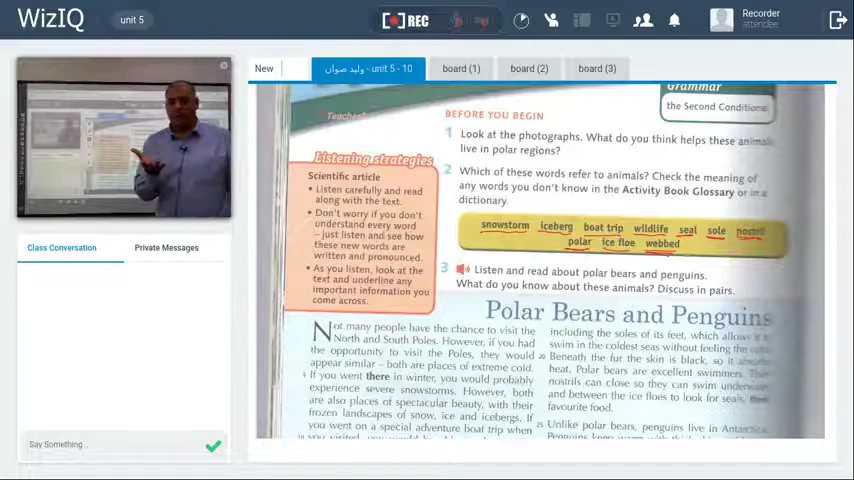 WizIQ
unit 5
REC
Recorder
attendee
New
وليد صوان - unit 5 - 10
board (1)
board (2)
board (3)
Class Conversation
Private Messages
Say Something..
Teacher
Listening strategies
Scientific article
• Listen carefully and read
along with the text.
• Don't worry if you don't
understand every word
– just listen and see how
these new words are
written and pronounced.
• As you listen, look at the
text and underline any
important information you
come across.
Grammar
the Second Conditional
BEFORE YOU BEGIN
1 Look at the photographs. What do you think helps these animals
live in polar regions?
2 Which of these words refer to animals? Check the meaning of
any words you don't know in the Activity Book Glossary or in a
dictionary.
snowstorm iceberg boat trip wildlife seal sole nostril
polar ice floe webbed
3 Listen and read about polar bears and penguins.
What do you know about these animals? Discuss in pairs.
Polar Bears and Penguins
Not many people have the chance to visit the
North and South Poles. However, if you had
the opportunity to visit the Poles, they would
appear similar – both are places of extreme cold.
If you went there in winter, you would probably
experience severe snowstorms. However, both
are also places of spectacular beauty, with their
frozen landscapes of snow, ice and icebergs. If
you went on a special adventure boat trip when
you visited,
including the soles of its feet, which allows it to
swim in the coldest seas without feeling the
20 Beneath the fur the skin is black, so it absorbs
heat. Polar bears are excellent swimmers. Their
nostrils can close so they can swim underwater
and between the ice floes to look for seals, their
favourite food.
25 Unlike polar bears, penguins live in Antarctica.
Penguins keep warm with